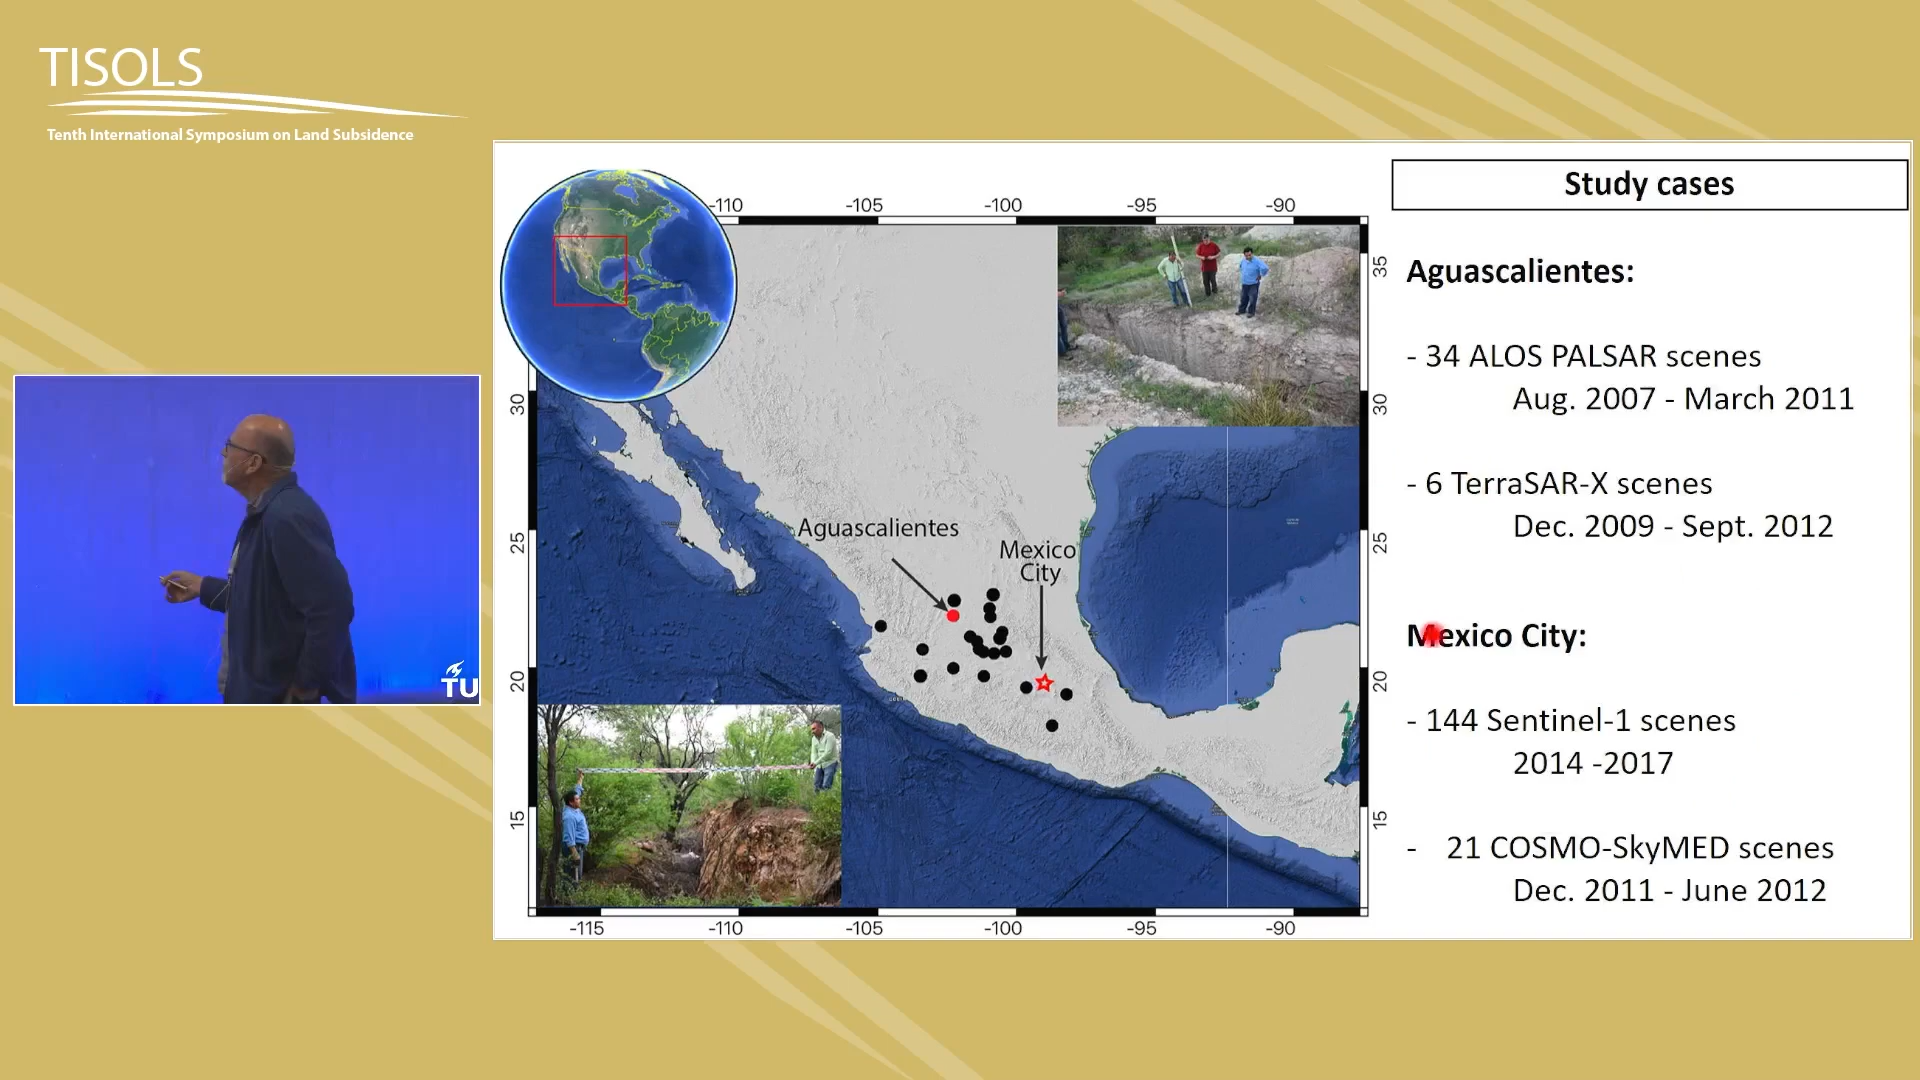 TISOLS
Tenth International Symposium on Land Subsidence
TU
-110 -105 -100 -95 -90
Study cases
35
30 30
25 25
20 20
15 15
Aguascalientes
Mexico
City
-115 -110 -105 -100 -95 -90
Aguascalientes:
- 34 ALOS PALSAR scenes
Aug. 2007 - March 2011
- 6 TerraSAR-X scenes
Dec. 2009 - Sept. 2012
Mexico City:
- 144 Sentinel-1 scenes
2014 -2017
- 21 COSMO-SkyMED scenes
Dec. 2011 - June 2012